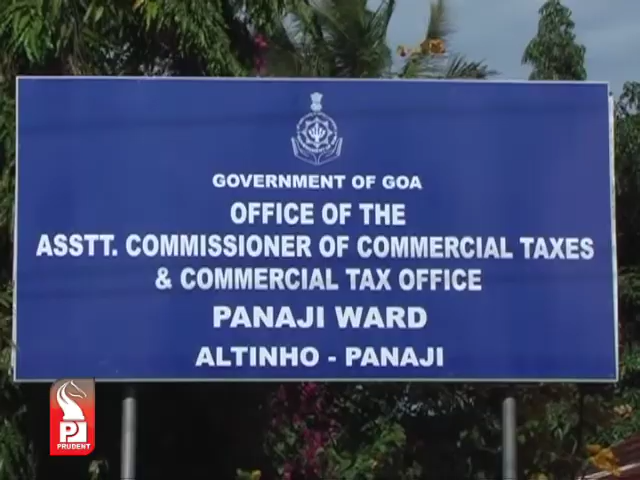 GOVERNMENT OF GOA
OFFICE OF THE
ASSTT. COMMISSIONER OF COMMERCIAL TAXES
& COMMERCIAL TAX OFFICE
PANAJI WARD
ALTINHO - PANAJI
P
PRUDENT